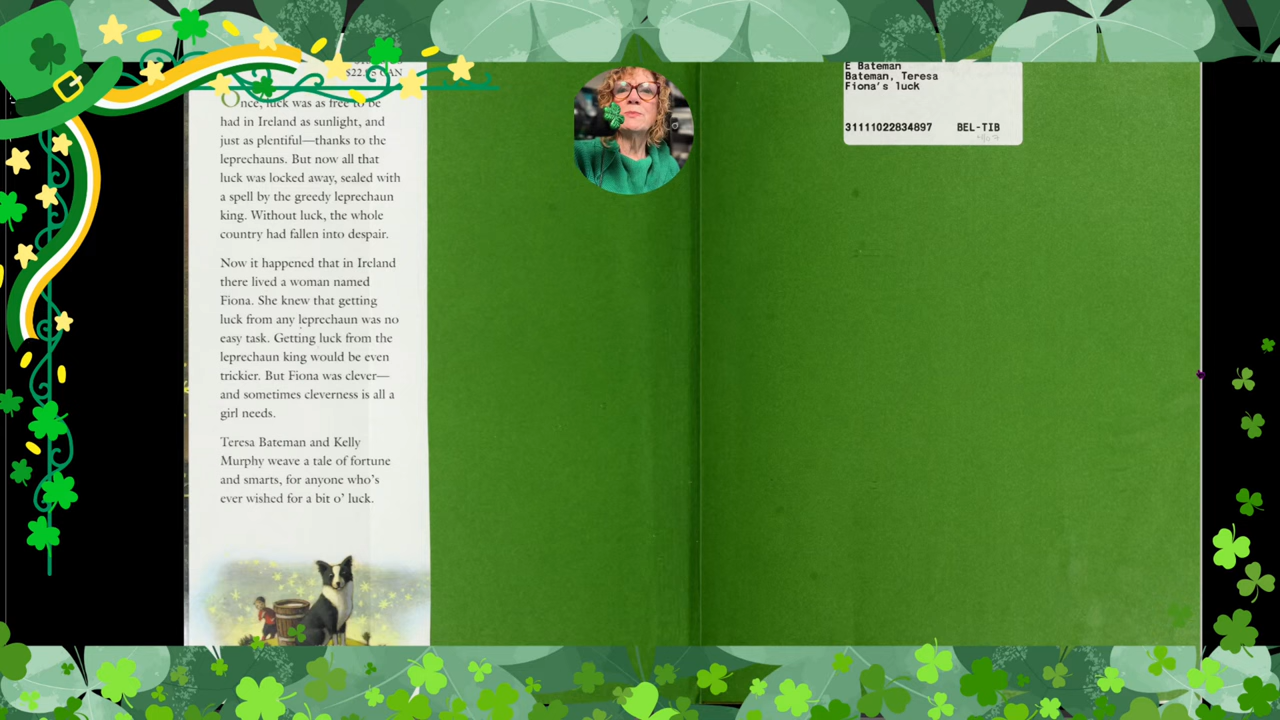 Once, luck was as free to be
had in Ireland as sunlight, and
just as plentiful—thanks to the
leprechauns. But now all that
luck was locked away, sealed with
a spell by the greedy leprechaun
king. Without luck, the whole
country had fallen into despair.
Now it happened that in Ireland
there lived a woman named
Fiona. She knew that getting
luck from any leprechaun was no
easy task. Getting luck from the
leprechaun king would be even
trickier. But Fiona was clever—
and sometimes cleverness is all a
girl needs.
Teresa Bateman and Kelly
Murphy weave a tale of fortune
and smarts, for anyone who's
ever wished for a bit o' luck.
E Bateman
Bateman, Teresa
Fiona's luck
31111022834897 BEL-TIB